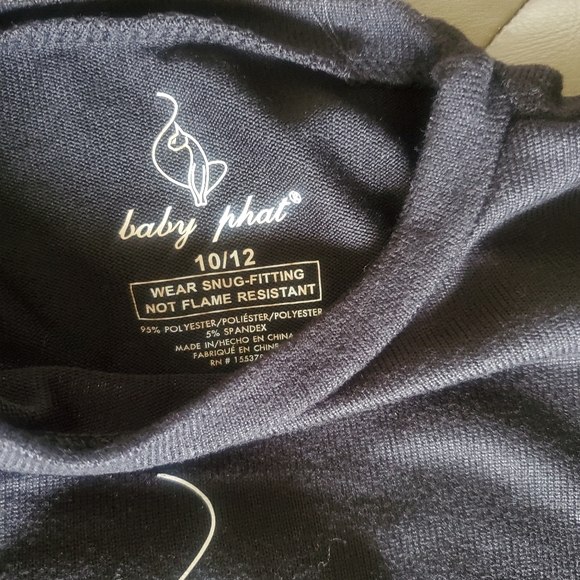 baby phat®
10/12
WEAR SNUG-FITTING
NOT FLAME RESISTANT
95% POLYESTER/POLIÉSTER/POLYESTER
5% SPANDEX
MADE IN/HECHO EN CHINA
FABRIQUÉ EN CHINE
RN #